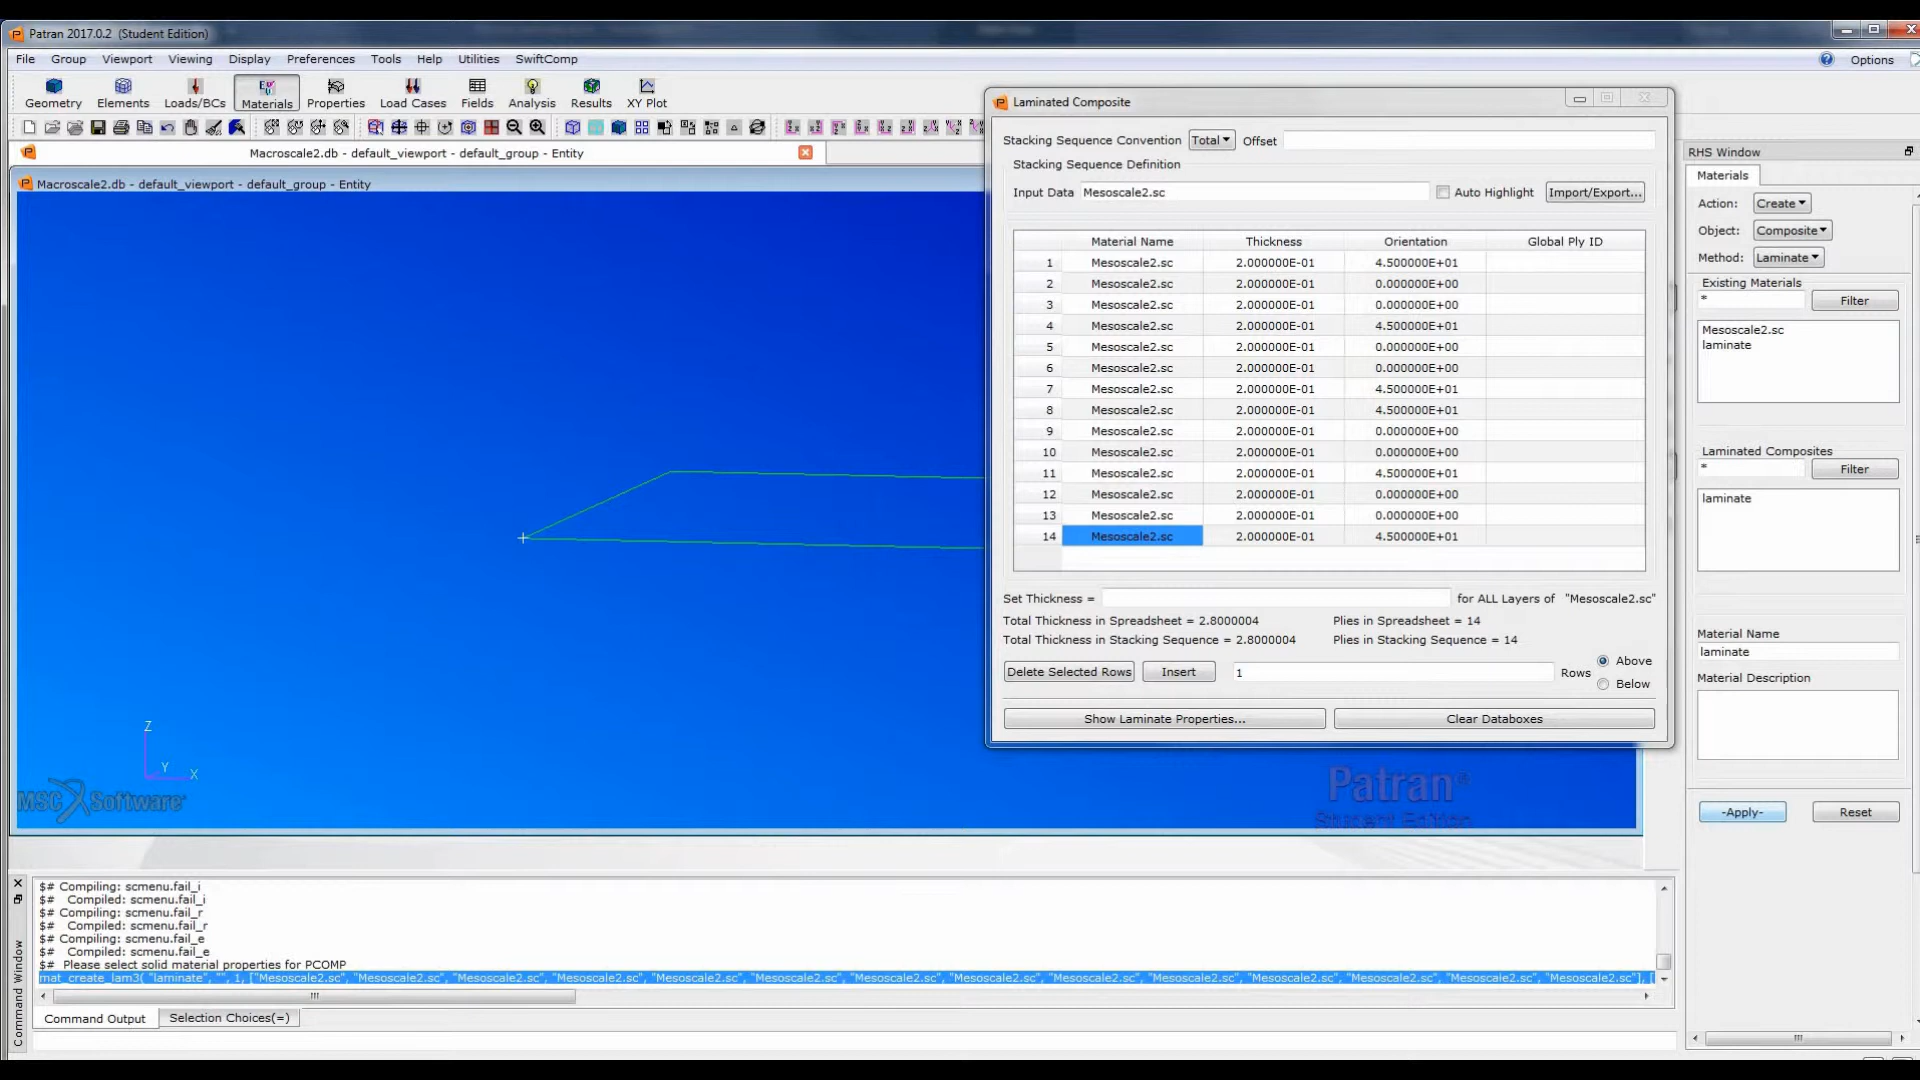 Patran 2017.0.2 (Student Edition)
File Group Viewport Viewing Display Preferences Tools Help Utilities SwiftComp
Options
Geometry Elements Loads/BCs Materials Properties Load Cases Fields Analysis Results XY Plot
Macroscale2.db - default_viewport - default_group - Entity
Macroscale2.db - default_viewport - default_group - Entity
Z
Y
X
MSC Software
Patran
Student Edition
Laminated Composite
Stacking Sequence Convention Total Offset
Stacking Sequence Definition
Input Data Mesoscale2.sc Auto Highlight Import/Export...
Material Name Thickness Orientation Global Ply ID
1 Mesoscale2.sc 2.000000E-01 4.500000E+01
2 Mesoscale2.sc 2.000000E-01 0.000000E+00
3 Mesoscale2.sc 2.000000E-01 0.000000E+00
4 Mesoscale2.sc 2.000000E-01 4.500000E+01
5 Mesoscale2.sc 2.000000E-01 0.000000E+00
6 Mesoscale2.sc 2.000000E-01 0.000000E+00
7 Mesoscale2.sc 2.000000E-01 4.500000E+01
8 Mesoscale2.sc 2.000000E-01 4.500000E+01
9 Mesoscale2.sc 2.000000E-01 0.000000E+00
10 Mesoscale2.sc 2.000000E-01 0.000000E+00
11 Mesoscale2.sc 2.000000E-01 4.500000E+01
12 Mesoscale2.sc 2.000000E-01 0.000000E+00
13 Mesoscale2.sc 2.000000E-01 0.000000E+00
14 Mesoscale2.sc 2.000000E-01 4.500000E+01
Set Thickness = for ALL Layers of "Mesoscale2.sc"
Total Thickness in Spreadsheet = 2.8000004 Plies in Spreadsheet = 14
Total Thickness in Stacking Sequence = 2.8000004 Plies in Stacking Sequence = 14
Delete Selected Rows Insert 1 Rows Above
Below
Show Laminate Properties... Clear Databoxes
RHS Window
Materials
Action: Create
Object: Composite
Method: Laminate
Existing Materials
* Filter
Mesoscale2.sc
laminate
Laminated Composites
* Filter
laminate
Material Name
laminate
Material Description
-Apply- Reset
Command Window
$# Compiling: scmenu.fail_i
$# Compiled: scmenu.fail_i
$# Compiling: scmenu.fail_r
$# Compiled: scmenu.fail_r
$# Compiling: scmenu.fail_e
$# Compiled: scmenu.fail_e
$# Please select solid material properties for PCOMP
mat_create_lam3( "laminate", "", 1, ["Mesoscale2.sc", "Mesoscale2.sc", "Mesoscale2.sc", "Mesoscale2.sc", "Mesoscale2.sc", "Mesoscale2.sc", "Mesoscale2.sc", "Mesoscale2.sc", "Mesoscale2.sc", "Mesoscale2.sc", "Mesoscale2.sc", "Mesoscale2.sc", "Mesoscale2.sc", "Mesoscale2.sc"], [
Command Output Selection Choices(=)